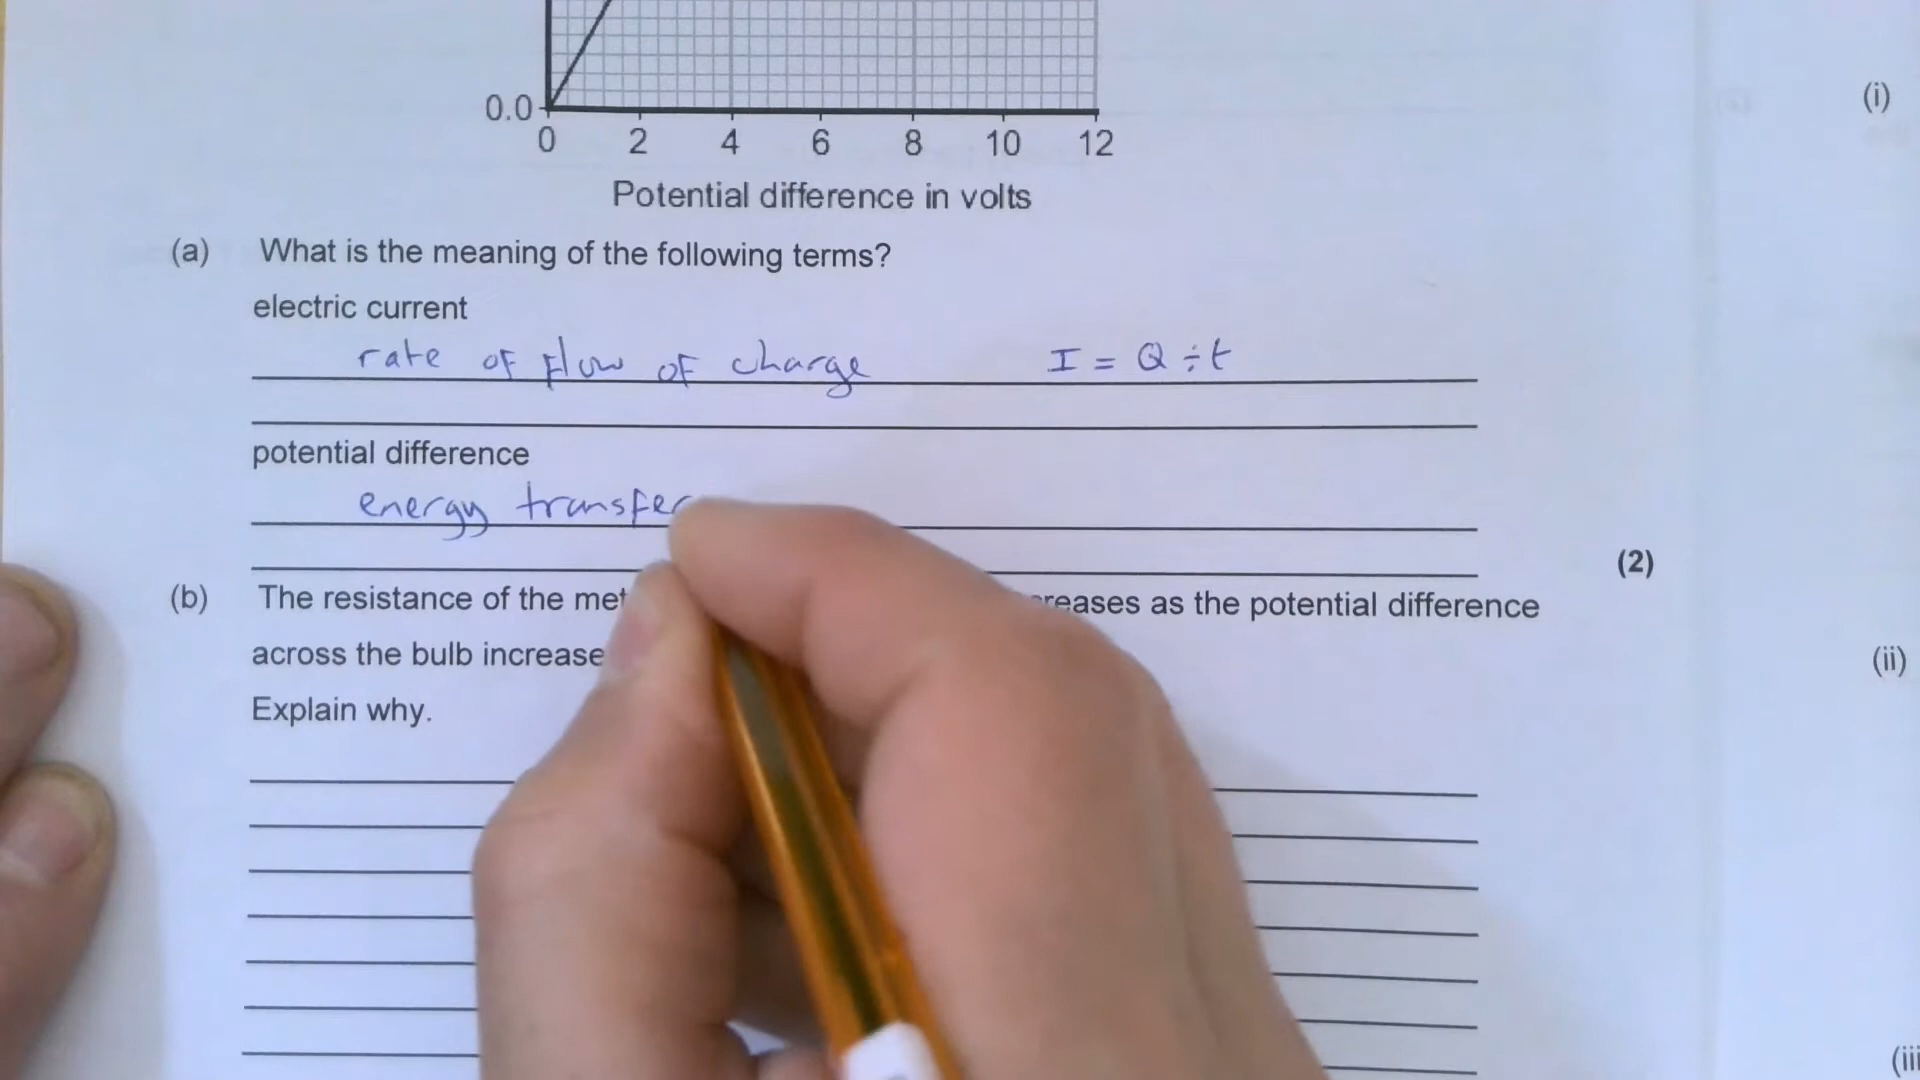 0.0
0 2 4 6 8 10 12
Potential difference in volts
(i)
(a) What is the meaning of the following terms?
electric current
rate of flow of charge I = Q ÷ t
potential difference
energy transfer
(2)
(b) The resistance of the reases as the potential difference
across the bulb increase
(ii)
Explain why.
(iii